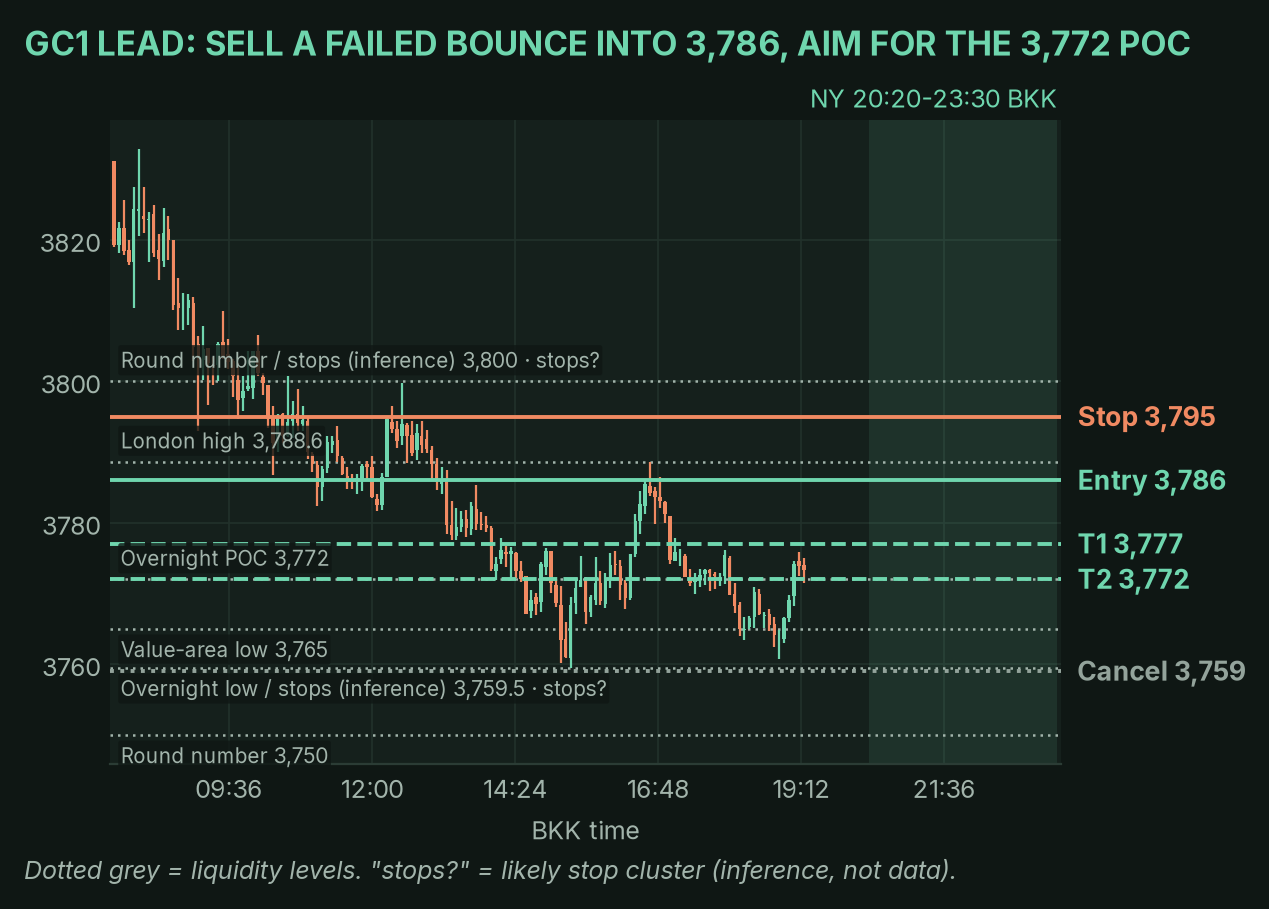 GC1 LEAD: SELL A FAILED BOUNCE INTO 3,786, AIM FOR THE 3,772 POC
NY 20:20-23:30 BKK
3820
Round number / stops (inference) 3,800 · stops?
3800
Stop 3,795
London high 3,788.6
Entry 3,786
3780
T1 3,777
Overnight POC 3,772
T2 3,772
Value-area low 3,765
3760
Cancel 3,759
Overnight low / stops (inference) 3,759.5 · stops?
Round number 3,750
09:36 12:00 14:24 16:48 19:12 21:36
BKK time
Dotted grey = liquidity levels. "stops?" = likely stop cluster (inference, not data).